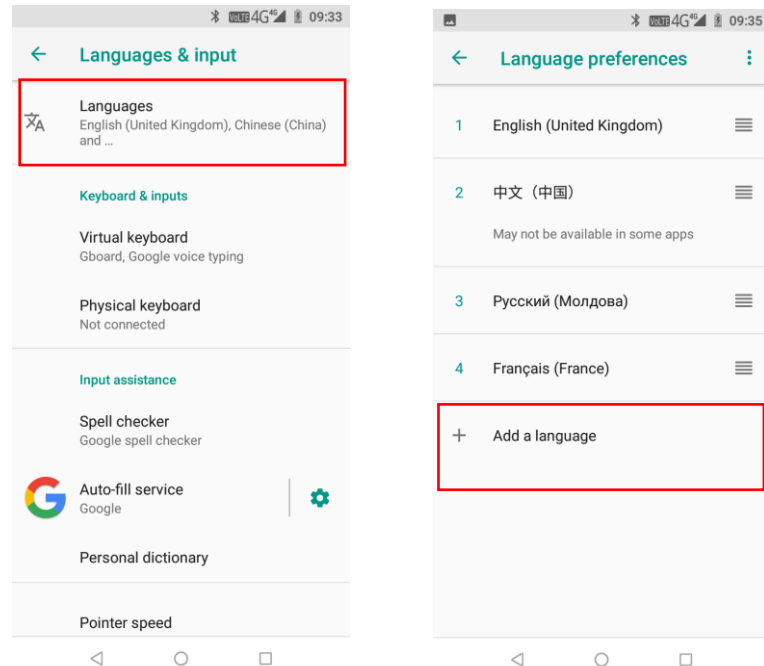 VoLTE 4G 4G 09:33
Languages & input
Languages
English (United Kingdom), Chinese (China)
and ...
Keyboard & inputs
Virtual keyboard
Gboard, Google voice typing
Physical keyboard
Not connected
Input assistance
Spell checker
Google spell checker
Auto-fill service
Google
Personal dictionary
Pointer speed
VoLTE 4G 4G 09:35
Language preferences
1 English (United Kingdom)
2 中文（中国）
May not be available in some apps
3 Русский (Молдова)
4 Français (France)
+ Add a language